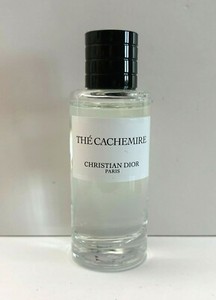 THÉ CACHEMIRE
CHRISTIAN DIOR
PARIS